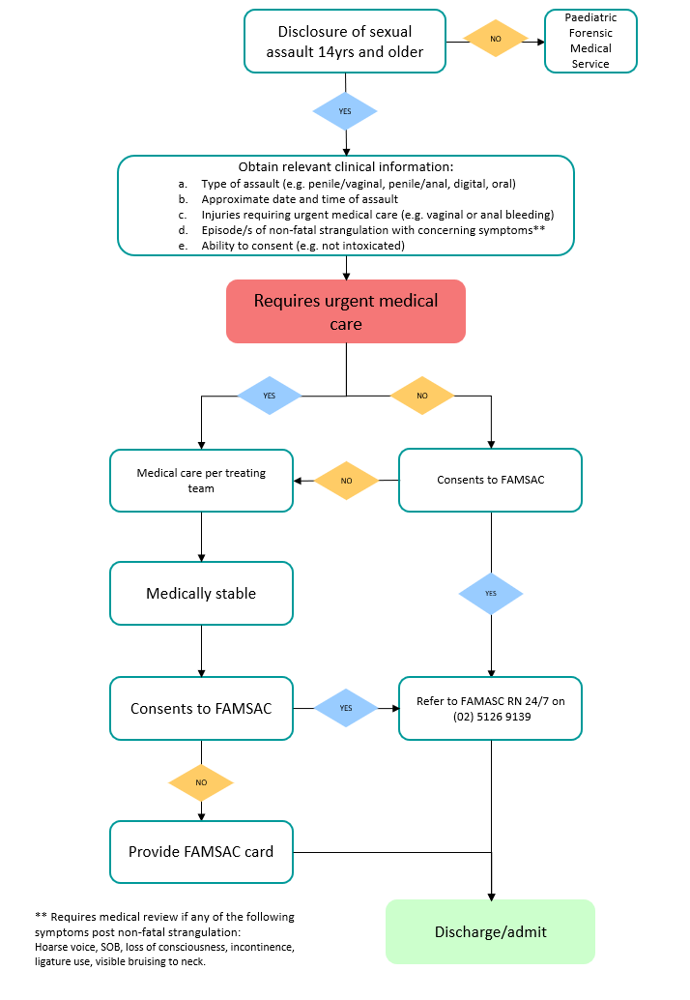 Disclosure of sexual
assault 14yrs and older
NO
Paediatric
Forensic
Medical
Service
YES
Obtain relevant clinical information:
a. Type of assault (e.g. penile/vaginal, penile/anal, digital, oral)
b. Approximate date and time of assault
c. Injuries requiring urgent medical care (e.g. vaginal or anal bleeding)
d. Episode/s of non-fatal strangulation with concerning symptoms**
e. Ability to consent (e.g. not intoxicated)
Requires urgent medical
care
YES
NO
Medical care per treating
team
NO
Consents to FAMSAC
Medically stable
YES
Consents to FAMSAC
YES
Refer to FAMASC RN 24/7 on
(02) 5126 9139
NO
Provide FAMSAC card
Discharge/admit
** Requires medical review if any of the following
symptoms post non-fatal strangulation:
Hoarse voice, SOB, loss of consciousness, incontinence,
ligature use, visible bruising to neck.